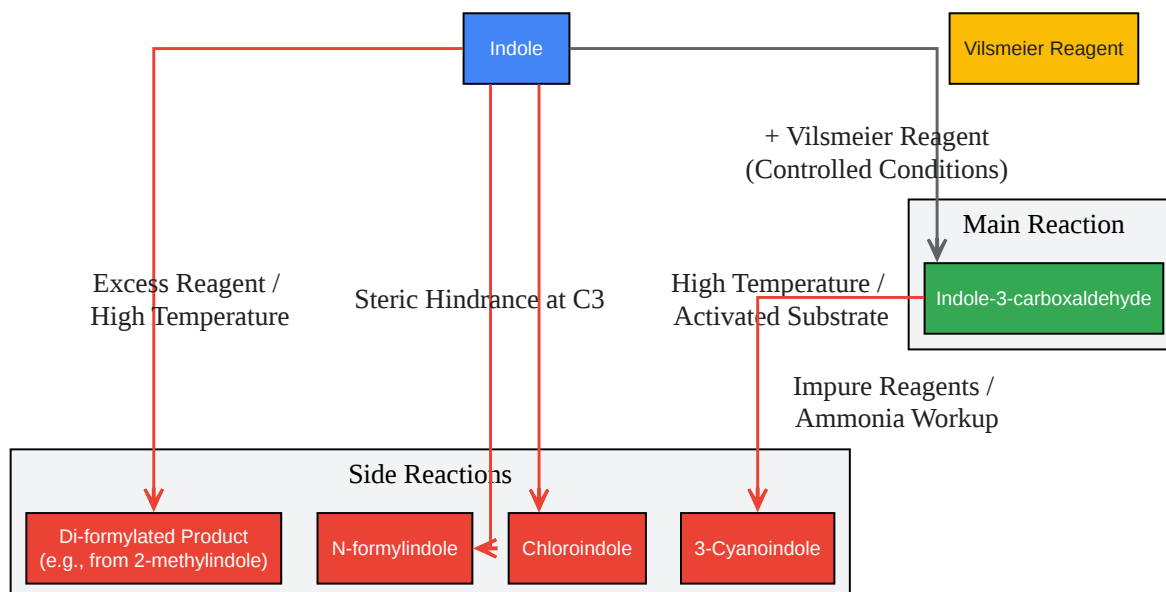 Indole
Vilsmeier Reagent
+ Vilsmeier Reagent
(Controlled Conditions)
Main Reaction
Indole-3-carboxaldehyde
Excess Reagent /
High Temperature
Steric Hindrance at C3
High Temperature /
Activated Substrate
Impure Reagents /
Ammonia Workup
Side Reactions
Di-formylated Product
(e.g., from 2-methylindole)
N-formylindole
Chloroindole
3-Cyanoindole